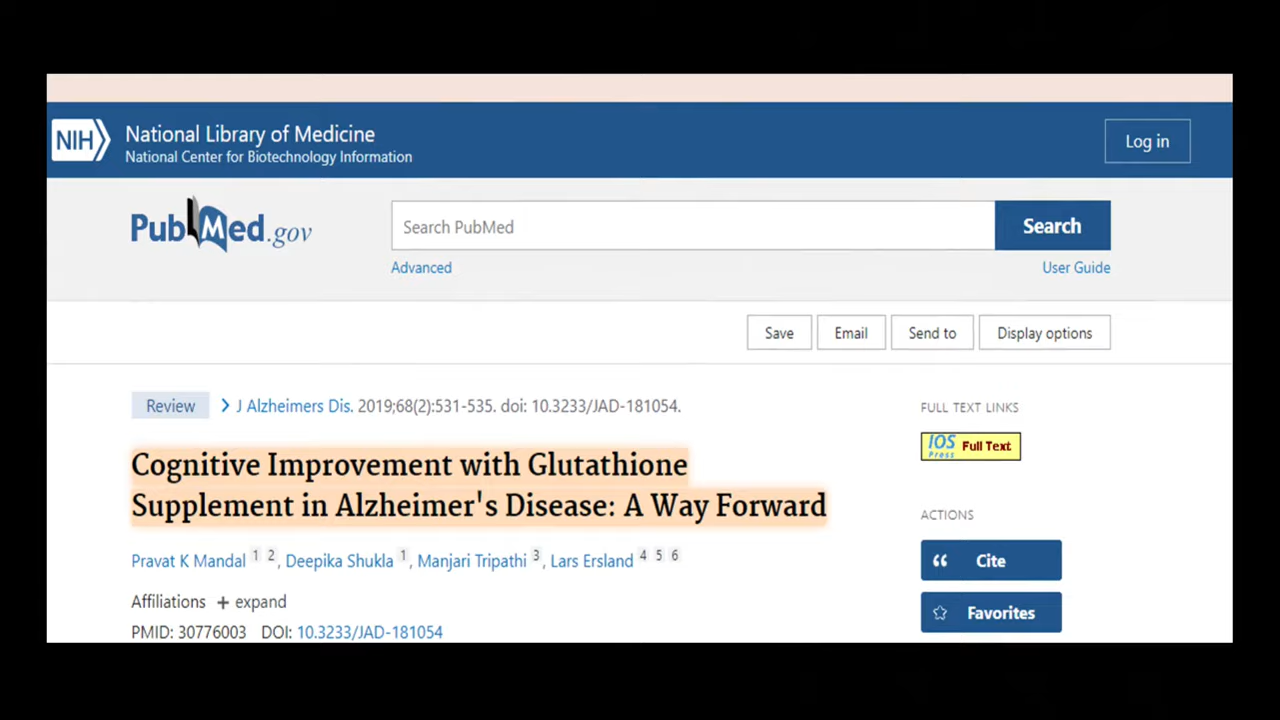 NIH
National Library of Medicine
National Center for Biotechnology Information
Log in
PubMed.gov
Search PubMed
Search
Advanced
User Guide
Save
Email
Send to
Display options
Review
J Alzheimers Dis. 2019;68(2):531-535. doi: 10.3233/JAD-181054.
Cognitive Improvement with Glutathione
Supplement in Alzheimer's Disease: A Way Forward
Pravat K Mandal 1 2, Deepika Shukla 1, Manjari Tripathi 3, Lars Ersland 4 5 6
Affiliations + expand
PMID: 30776003 DOI: 10.3233/JAD-181054
FULL TEXT LINKS
IOS Press Full Text
ACTIONS
Cite
Favorites